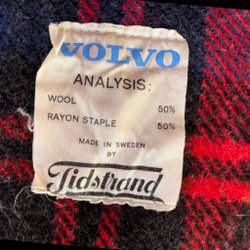 VOLVO
ANALYSIS:
WOOL 50%
RAYON STAPLE 50%
MADE IN SWEDEN
BY
Tidstrand